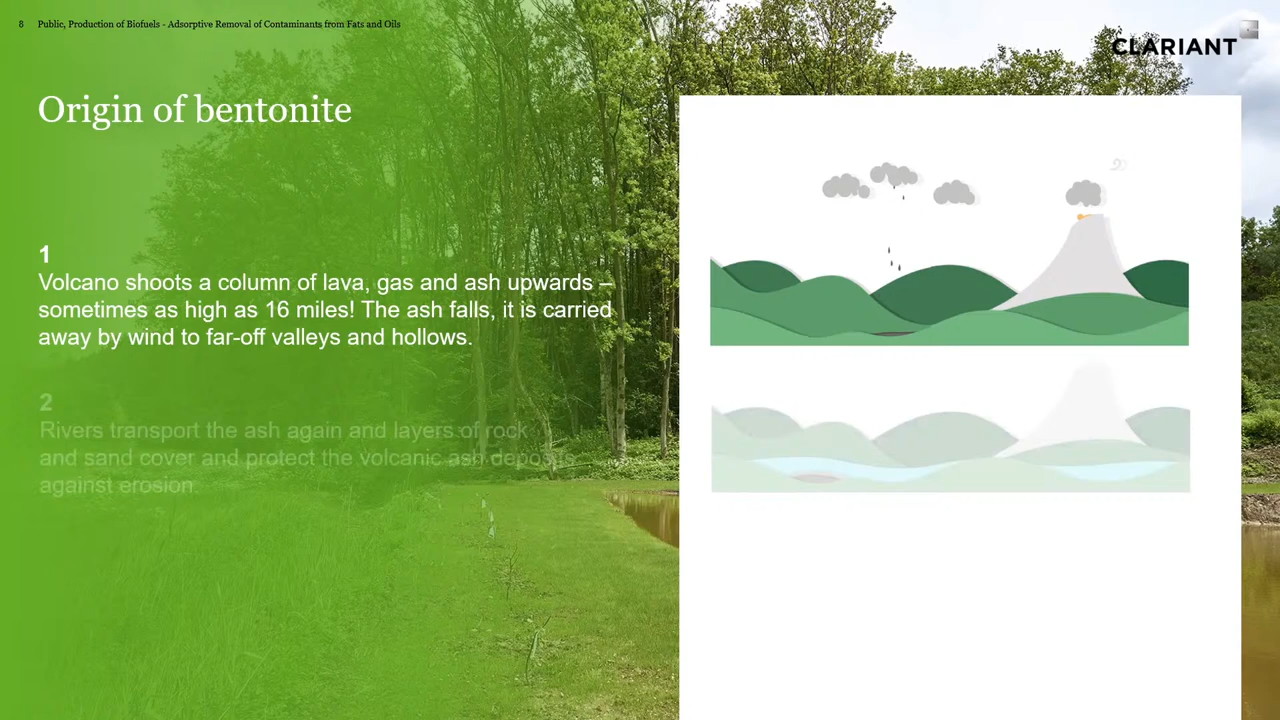 8 Public, Production of Biofuels - Adsorptive Removal of Contaminants from Fats and Oils
CLARIANT
Origin of bentonite
1
Volcano shoots a column of lava, gas and ash upwards –
sometimes as high as 16 miles! The ash falls, it is carried
away by wind to far-off valleys and hollows.
2
Rivers transport the ash again and layers of rock
and sand cover and protect the volcanic ash deposits
against erosion.